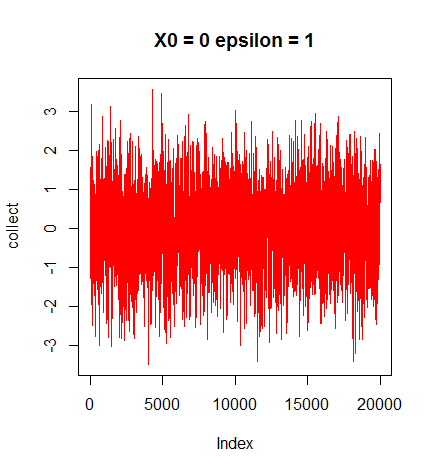 X0 = 0 epsilon = 1
3
2
1
0
-1
-2
-3
collect
0 5000 10000 15000 20000
Index